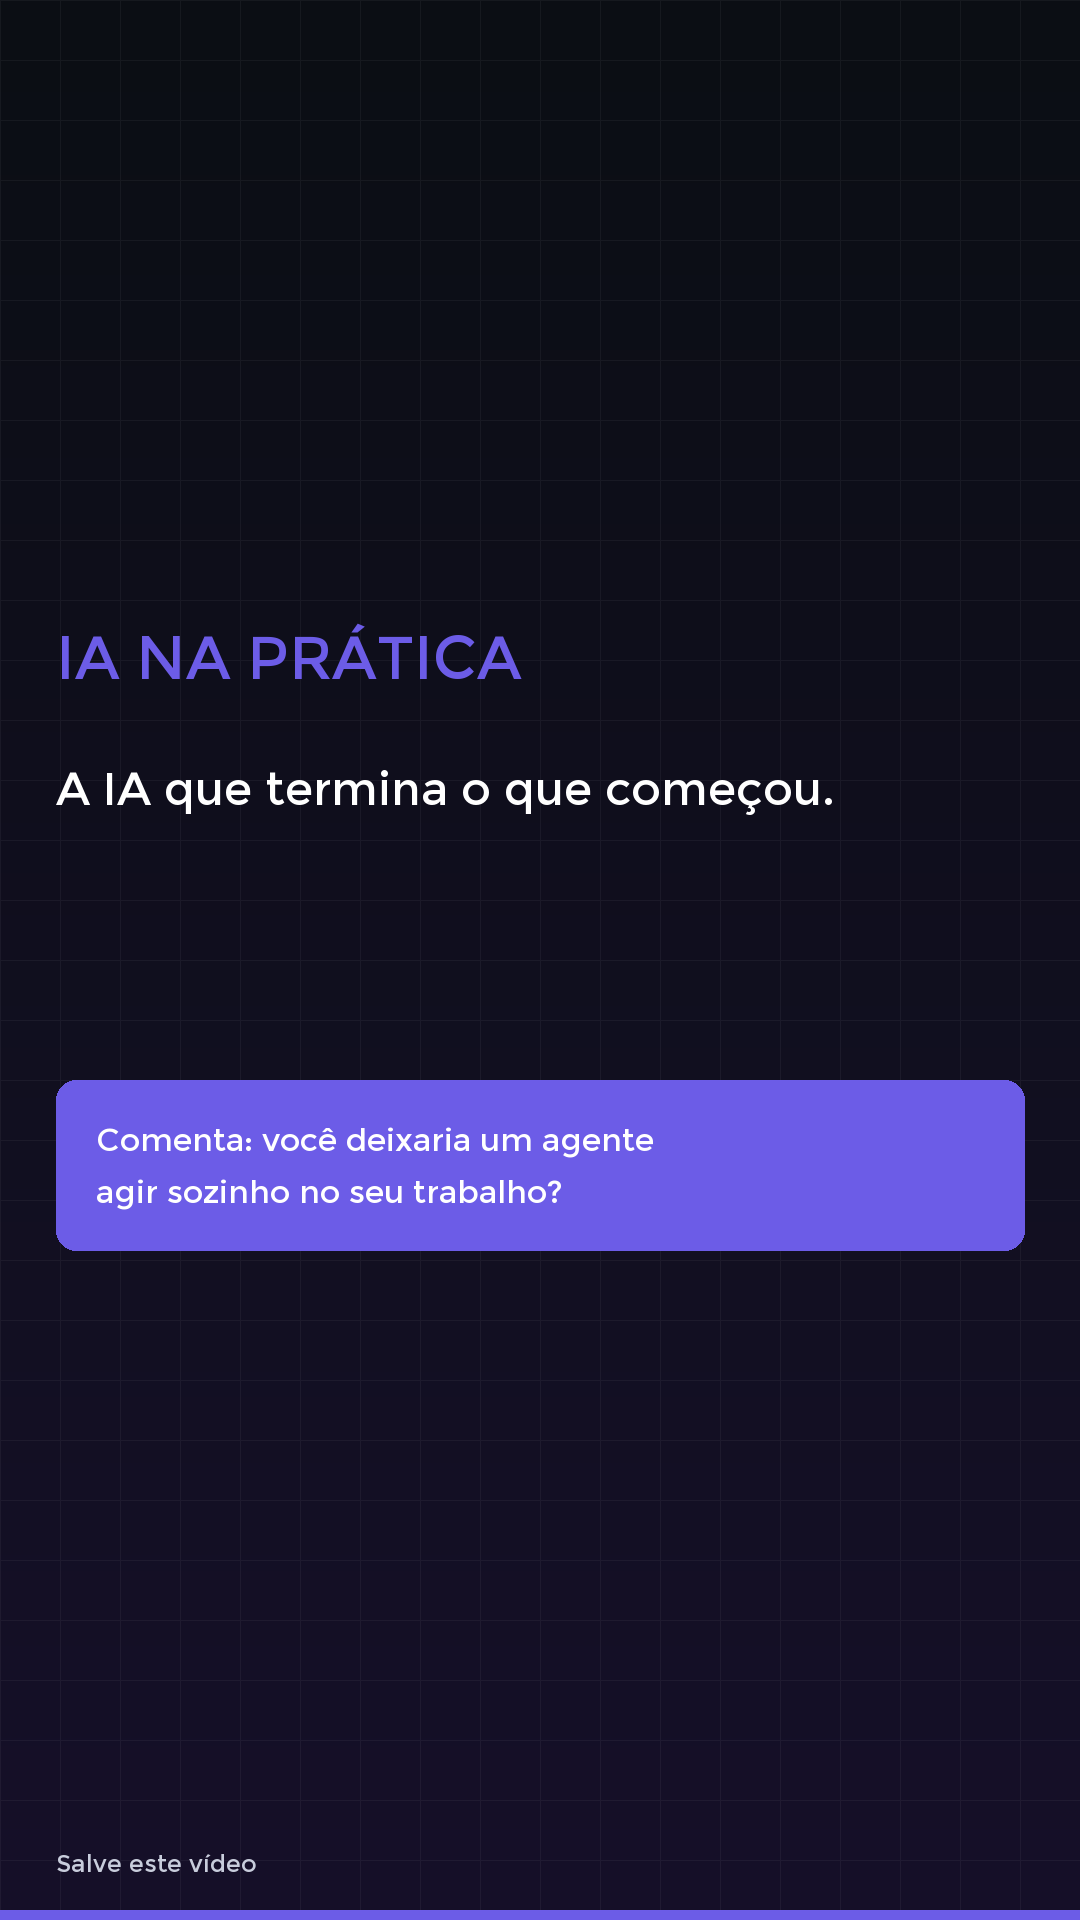 IA NA PRÁTICA
A IA que termina o que começou.
Comenta: você deixaria um agente
agir sozinho no seu trabalho?
Salve este vídeo